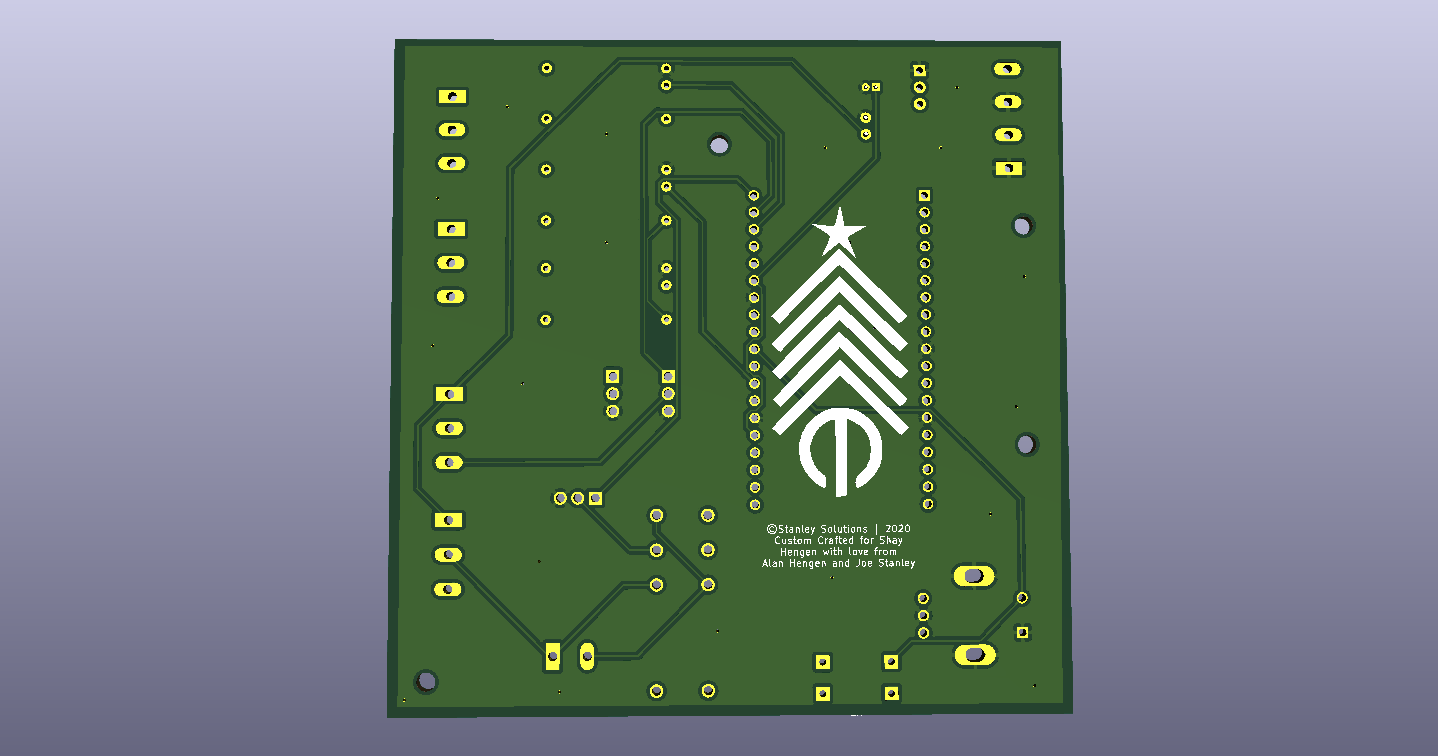 ©Stanley Solutions | 2020
Custom Crafted for Shay
Hengen with love from
Alan Hengen and Joe Stanley